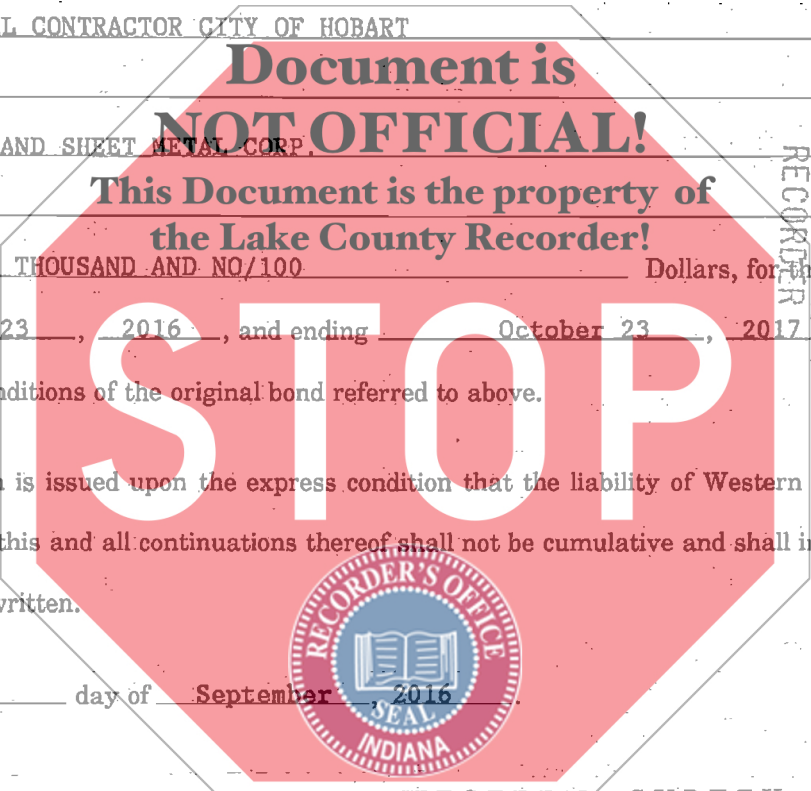 L CONTRACTOR CITY OF HOBART
Document is
NOT OFFICIAL!
AND SHEET METAL CORP.
This Document is the property of
the Lake County Recorder!
RECORDER
THOUSAND AND NO/100 Dollars, for th
23, 2016, and ending October 23, 2017
nditions of the original bond referred to above.
STOP
n is issued upon the express condition that the liability of Western
this and all continuations thereof shall not be cumulative and shall i
written.
RECORDER'S OFFICE
day of September, 2016.
SEAL
INDIANA